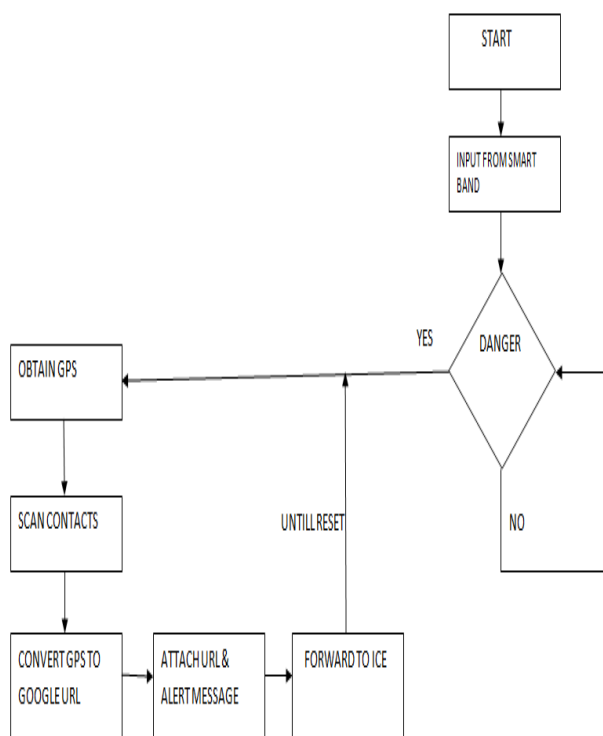 START
INPUT FROM SMART
BAND
DANGER
YES
NO
OBTAIN GPS
SCAN CONTACTS
UNTILL RESET
CONVERT GPS TO
GOOGLE URL
ATTACH URL &
ALERT MESSAGE
FORWARD TO ICE